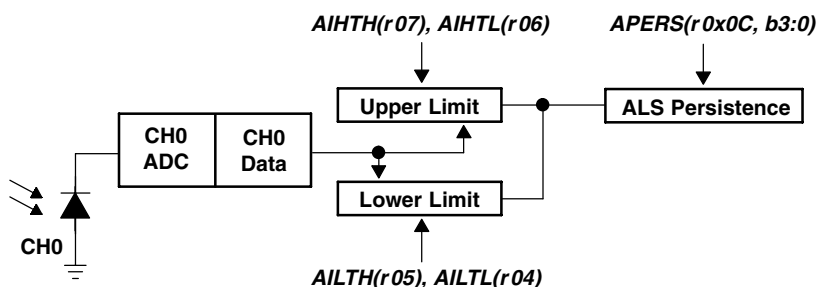 AIHTH(r07), AIHTL(r06)
APERS(r0x0C, b3:0)
Upper Limit
ALS Persistence
CH0
ADC
CH0
Data
Lower Limit
CH0
AILTH(r05), AILTL(r04)